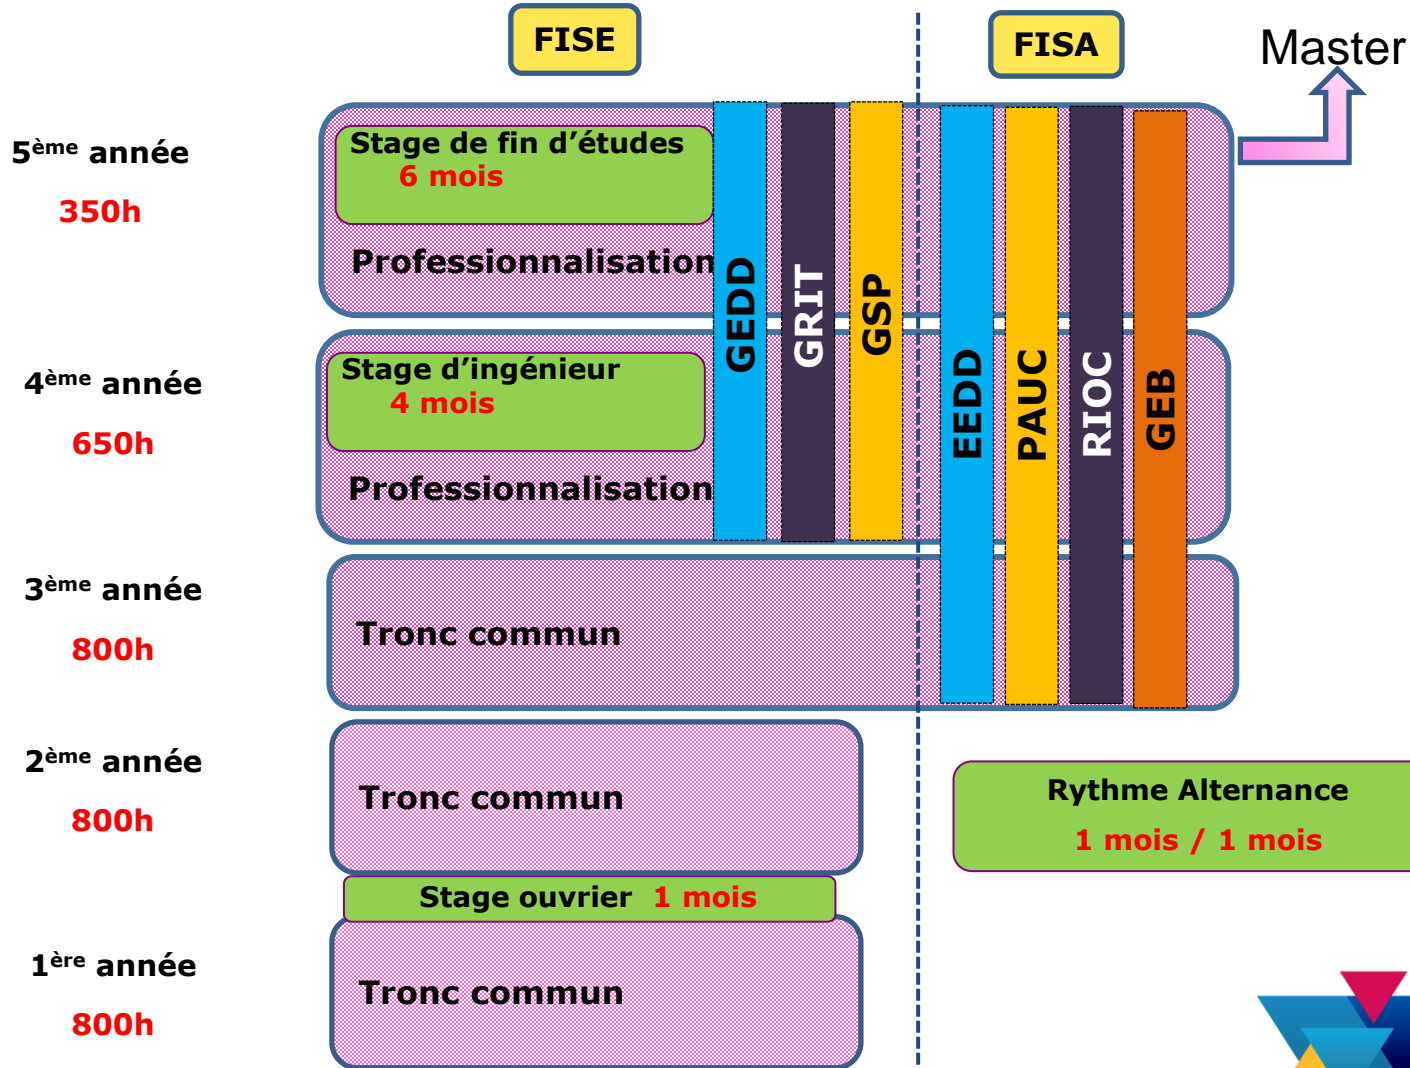 FISE
FISA
Master
5ème année
350h
Stage de fin d’études
6 mois
Professionnalisation
GEDD
GRIT
GSP
EEDD
PAUC
RIOC
GEB
4ème année
650h
Stage d’ingénieur
4 mois
Professionnalisation
3ème année
800h
Tronc commun
2ème année
800h
Tronc commun
Rythme Alternance
1 mois / 1 mois
Stage ouvrier 1 mois
1ère année
800h
Tronc commun